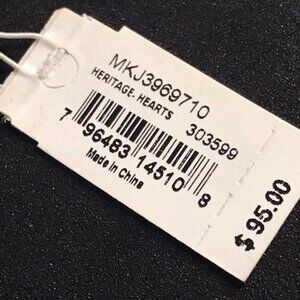 MKJ3969710
HERITAGE-HEARTS
303599
7 96483 14510 8
Made in China
$95.00